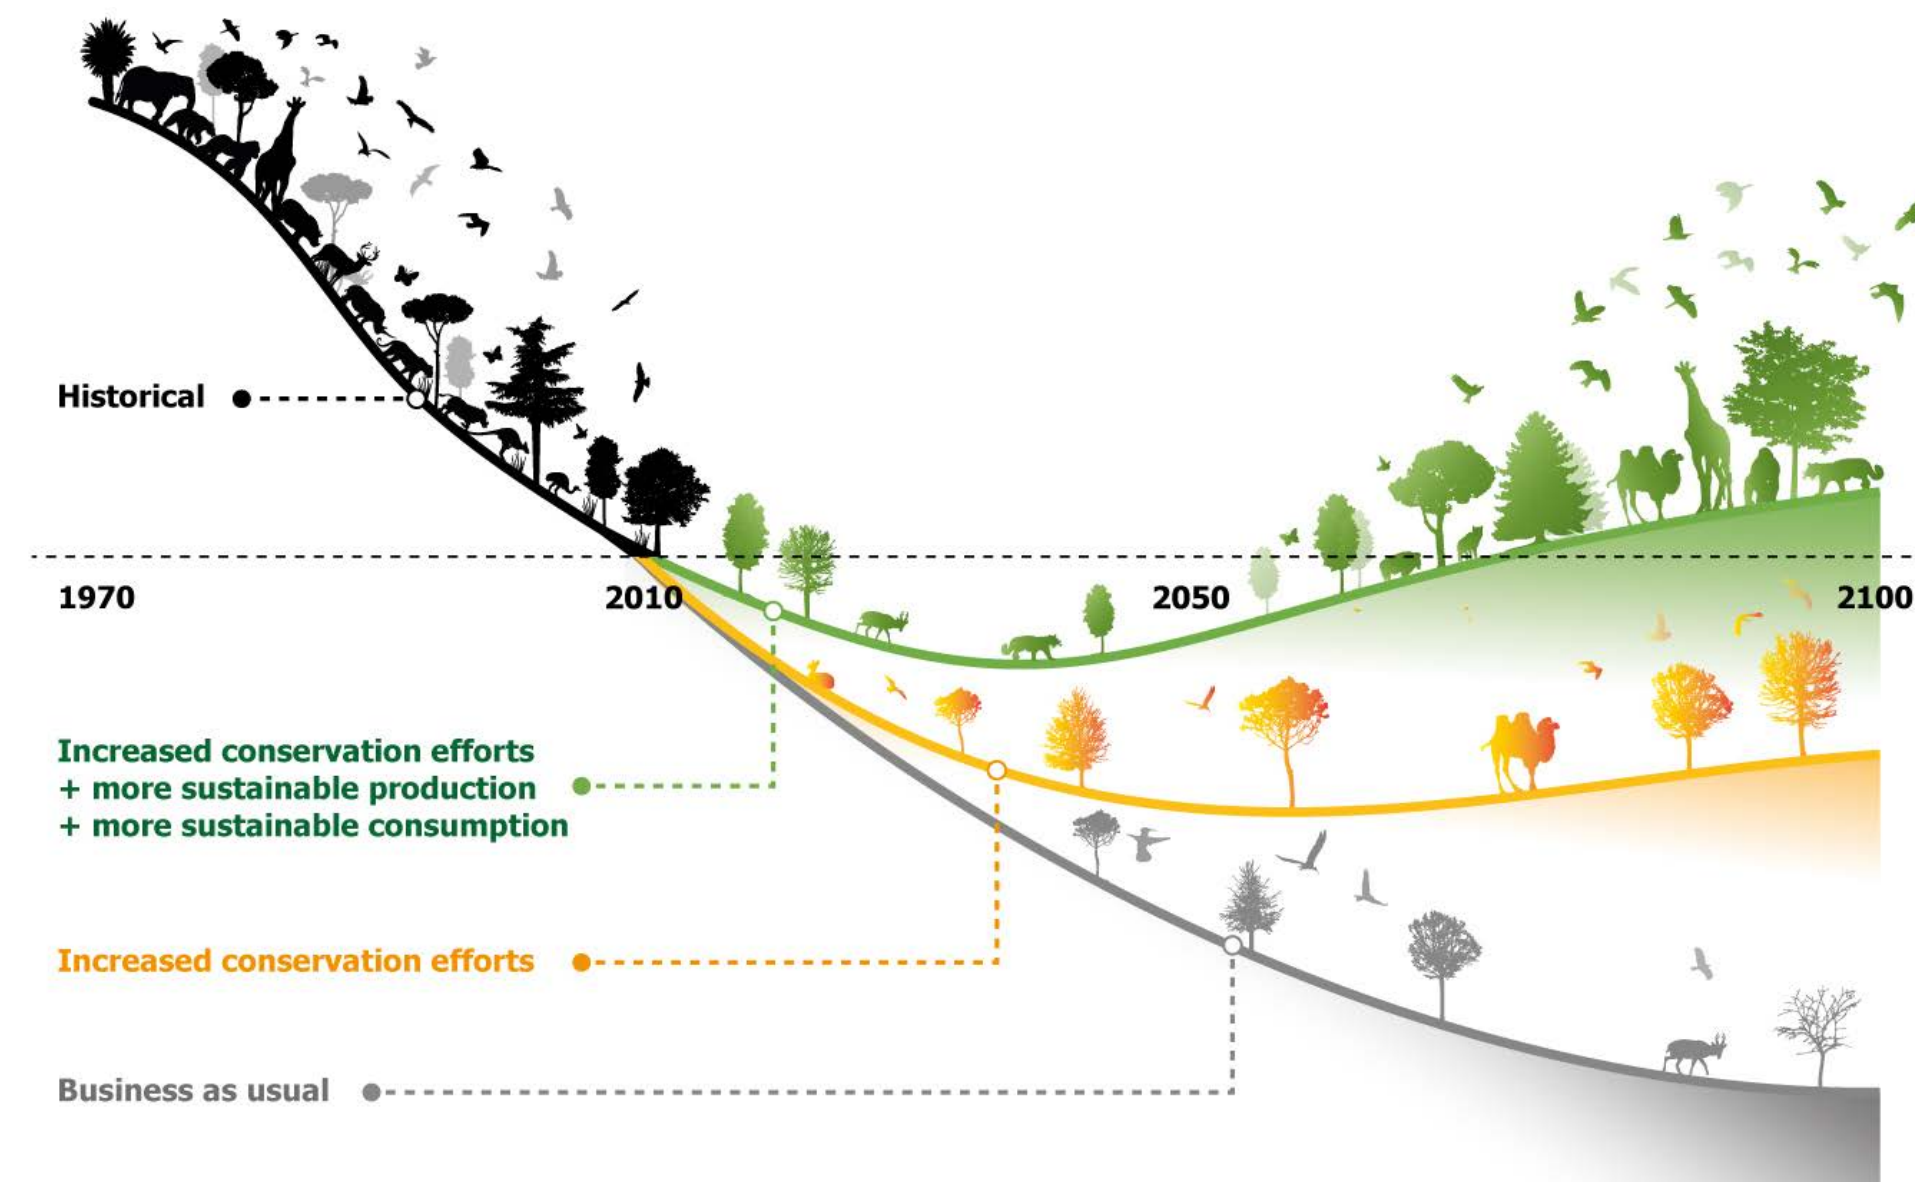 Historical
1970
2010
2050
2100
Increased conservation efforts
+ more sustainable production
+ more sustainable consumption
Increased conservation efforts
Business as usual